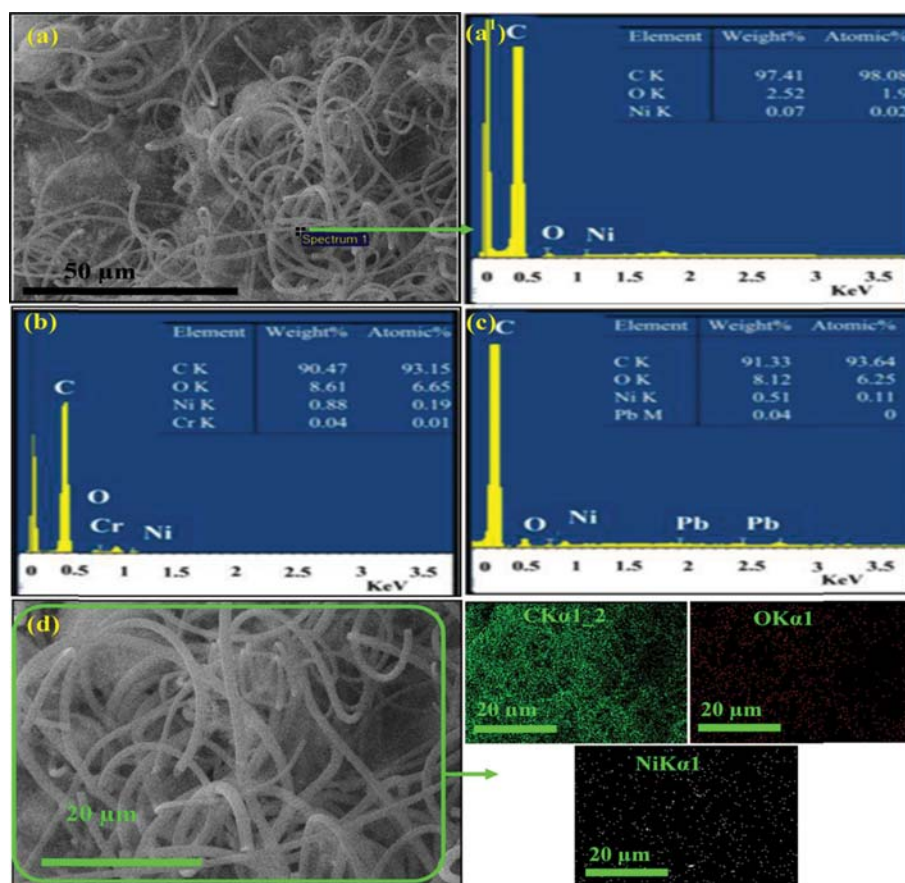 (a)
Spectrum 1
50 μm
(a¹)
C
Element Weight% Atomic%
C K 97.41 98.08
O K 2.52 1.9
Ni K 0.07 0.02
O Ni
0 0.5 1 1.5 2 2.5 3 3.5
KeV
(b)
Element Weight% Atomic%
C K 90.47 93.15
O K 8.61 6.65
Ni K 0.88 0.19
Cr K 0.04 0.01
C
O
Cr Ni
0 0.5 1 1.5 2 2.5 3 3.5
KeV
(c)
C
Element Weight% Atomic%
C K 91.33 93.64
O K 8.12 6.25
Ni K 0.51 0.11
Pb M 0.04 0
O Ni Pb Pb
0 0.5 1 1.5 2 2.5 3 3.5
KeV
(d)
20 μm
CKα1_2
20 μm
OKα1
20 μm
NiKα1
20 μm